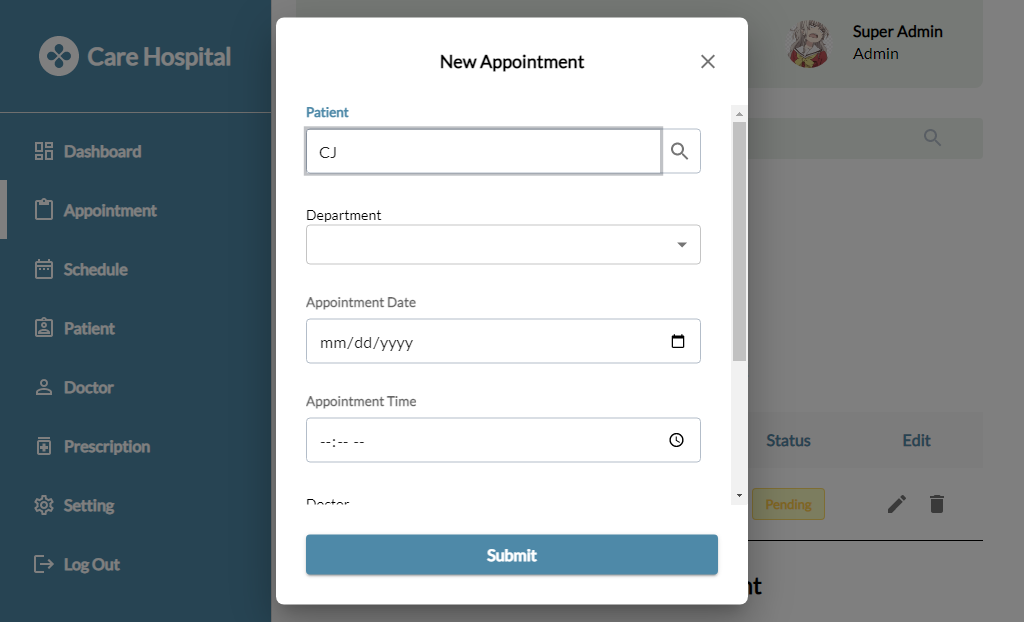 Care Hospital
Super Admin
Admin
Dashboard
Appointment
Schedule
Patient
Doctor
Prescription
Setting
Log Out
New Appointment
Patient
CJ
Department
Appointment Date
mm/dd/yyyy
Appointment Time
--:-- --
Doctor
Submit
Status Edit
Pending